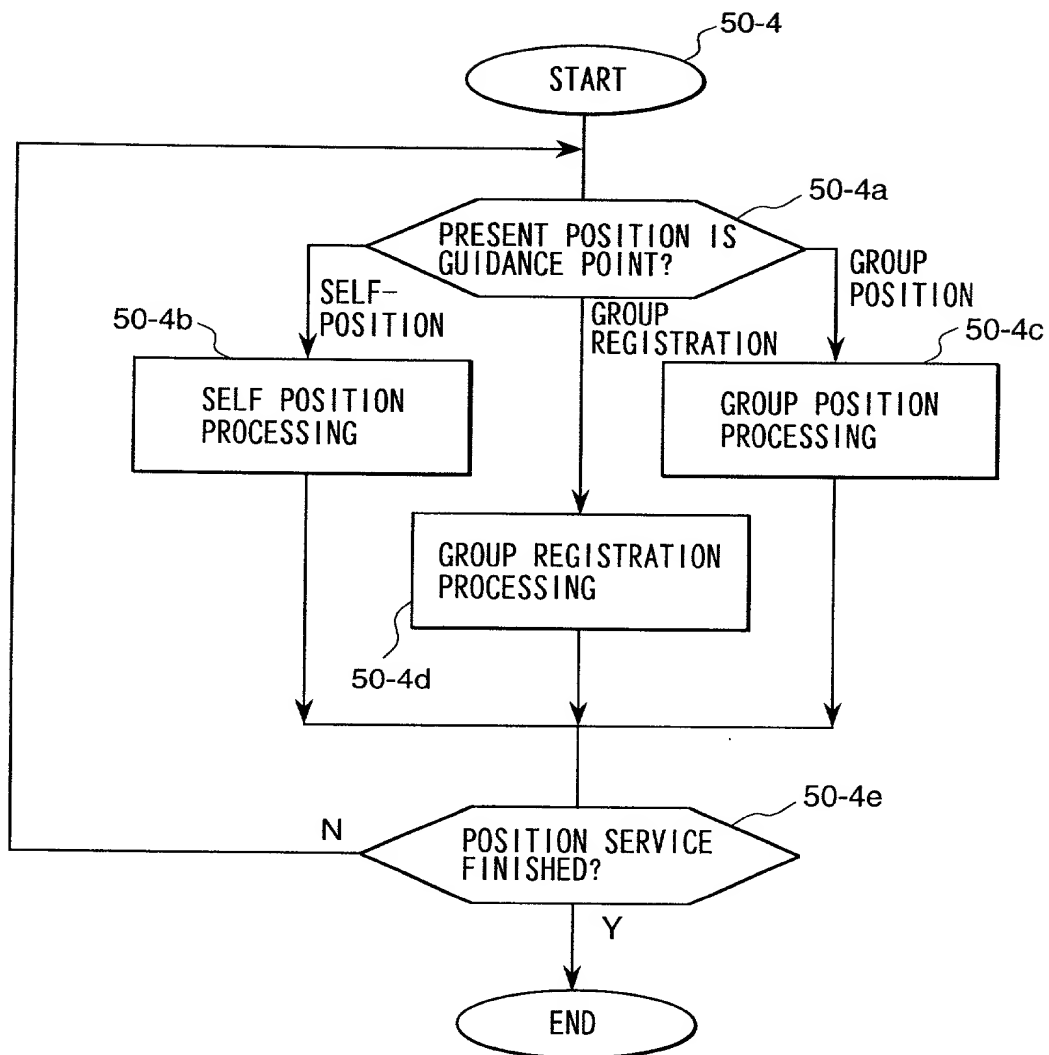 50-4
START
50-4a
PRESENT POSITION IS
GUIDANCE POINT?
SELF-
POSITION
GROUP
REGISTRATION
GROUP
POSITION
50-4b
50-4c
SELF POSITION
PROCESSING
GROUP POSITION
PROCESSING
GROUP REGISTRATION
PROCESSING
50-4d
50-4e
N
POSITION SERVICE
FINISHED?
Y
END